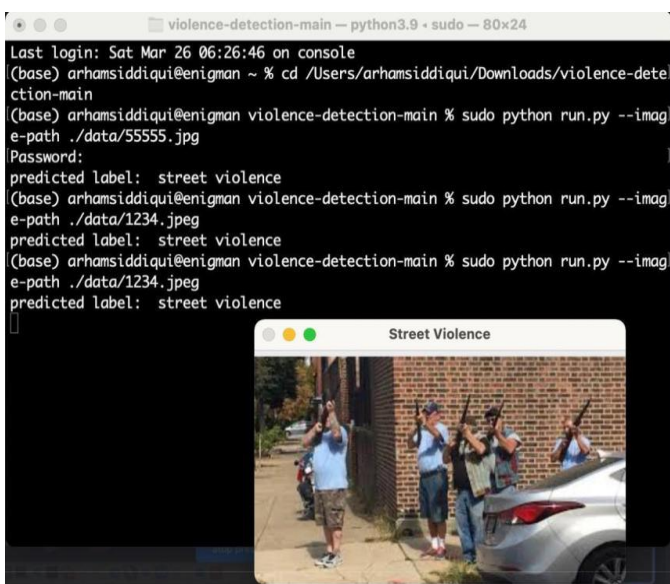 violence-detection-main — python3.9 ◂ sudo — 80×24
Last login: Sat Mar 26 06:26:46 on console
(base) arhamsiddiqui@enigman ~ % cd /Users/arhamsiddiqui/Downloads/violence-dete
ction-main
(base) arhamsiddiqui@enigman violence-detection-main % sudo python run.py --imag
e-path ./data/55555.jpg
Password:
predicted label:  street violence
(base) arhamsiddiqui@enigman violence-detection-main % sudo python run.py --imag
e-path ./data/1234.jpeg
predicted label:  street violence
(base) arhamsiddiqui@enigman violence-detection-main % sudo python run.py --imag
e-path ./data/1234.jpeg
predicted label:  street violence
Street Violence